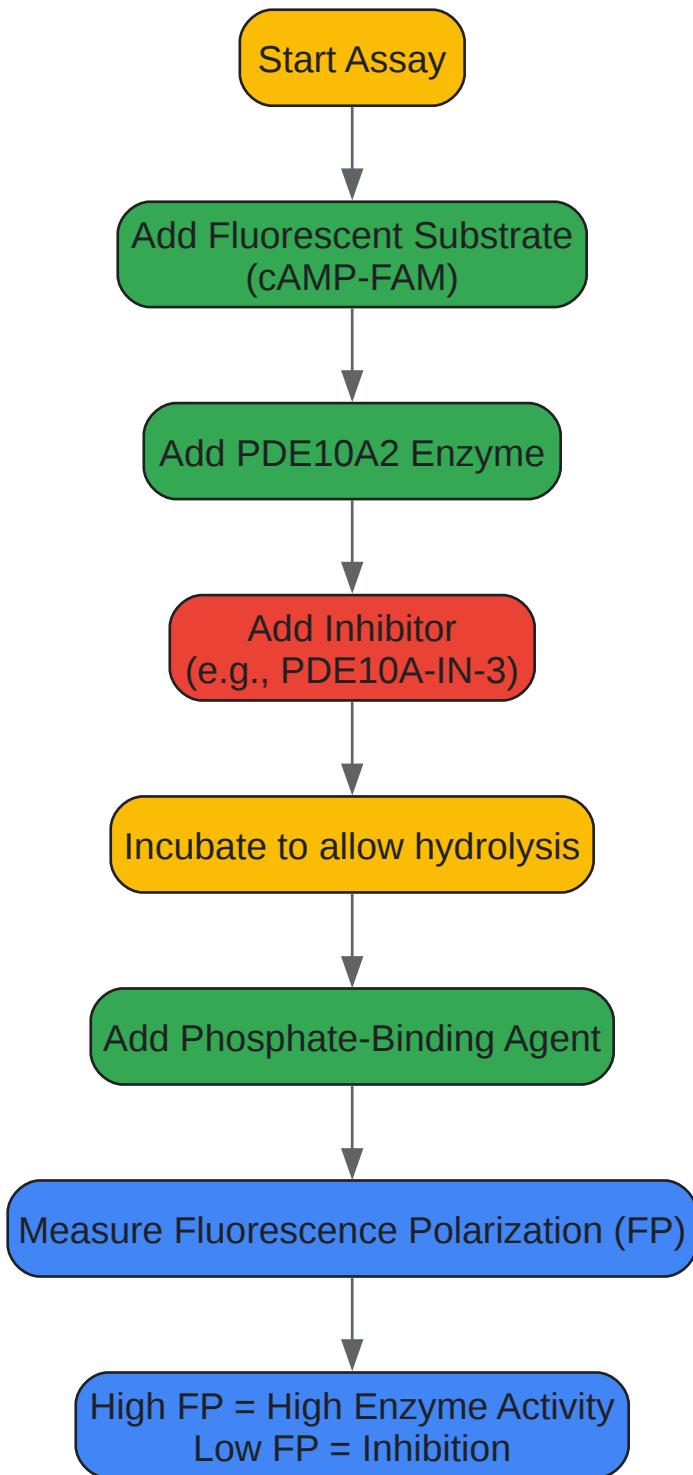 Start Assay
Add Fluorescent Substrate
(cAMP-FAM)
Add PDE10A2 Enzyme
Add Inhibitor
(e.g., PDE10A-IN-3)
Incubate to allow hydrolysis
Add Phosphate-Binding Agent
Measure Fluorescence Polarization (FP)
High FP = High Enzyme Activity
Low FP = Inhibition